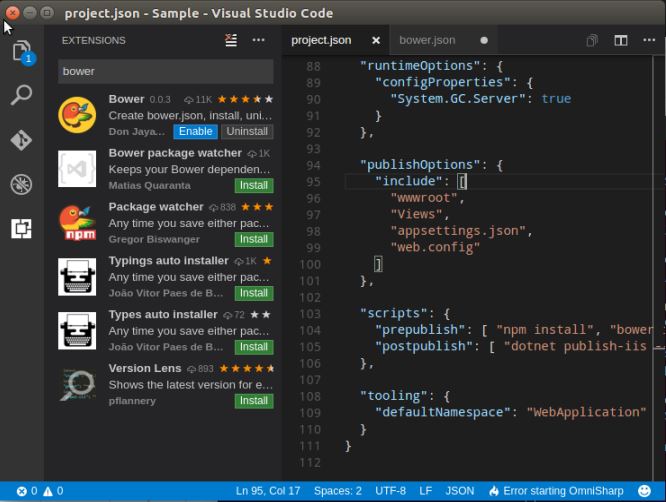 project.json - Sample - Visual Studio Code
EXTENSIONS
bower
Bower 0.0.3 11K
Create bower.json, install, uni...
Don Jaya... Enable Uninstall
Bower package watcher 1K
Keeps your Bower dependen...
Matias Quaranta Install
Package watcher 838
Any time you save either pac...
Gregor Biswanger Install
Typings auto installer 1K
Any time you save either pac...
João Vitor Paes de B... Install
Types auto installer 72
Any time you save either pac...
João Vitor Paes de B... Install
Version Lens 893
Shows the latest version for e...
pflannery Install
1
npm
project.json bower.json
88 "runtimeOptions": {
89 "configProperties": {
90 "System.GC.Server": true
91 }
92 },
93
94 "publishOptions": {
95 "include": [
96 "wwwroot",
97 "Views",
98 "appsettings.json",
99 "web.config"
100 ]
101 },
102
103 "scripts": {
104 "prepublish": [ "npm install", "bower
105 "postpublish": [ "dotnet publish-iis
106 },
107
108 "tooling": {
109 "defaultNamespace": "WebApplication"
110 }
111 }
112
0 0 Ln 95, Col 17 Spaces: 2 UTF-8 LF JSON Error starting OmniSharp